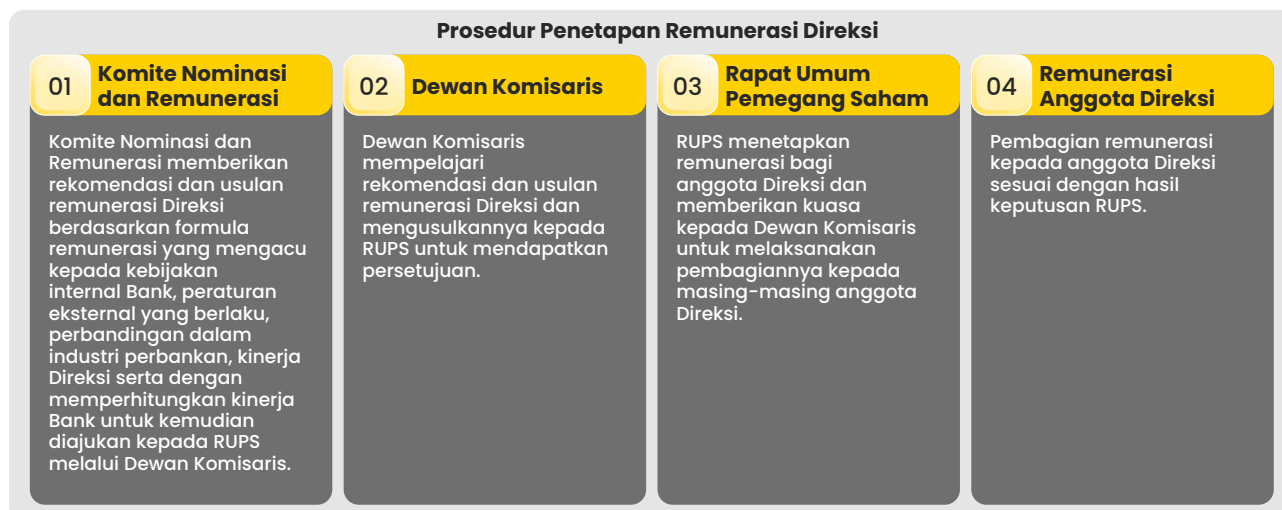 Prosedur Penetapan Remunerasi Direksi
01
Komite Nominasi
dan Remunerasi
Komite Nominasi dan
Remunerasi memberikan
rekomendasi dan usulan
remunerasi Direksi
berdasarkan formula
remunerasi yang mengacu
kepada kebijakan
internal Bank, peraturan
eksternal yang berlaku,
perbandingan dalam
industri perbankan, kinerja
Direksi serta dengan
memperhitungkan kinerja
Bank untuk kemudian
diajukan kepada RUPS
melalui Dewan Komisaris.
02
Dewan Komisaris
Dewan Komisaris
mempelajari
rekomendasi dan usulan
remunerasi Direksi dan
mengusulkannya kepada
RUPS untuk mendapatkan
persetujuan.
03
Rapat Umum
Pemegang Saham
RUPS menetapkan
remunerasi bagi
anggota Direksi dan
memberikan kuasa
kepada Dewan Komisaris
untuk melaksanakan
pembagiannya kepada
masing-masing anggota
Direksi.
04
Remunerasi
Anggota Direksi
Pembagian remunerasi
kepada anggota Direksi
sesuai dengan hasil
keputusan RUPS.